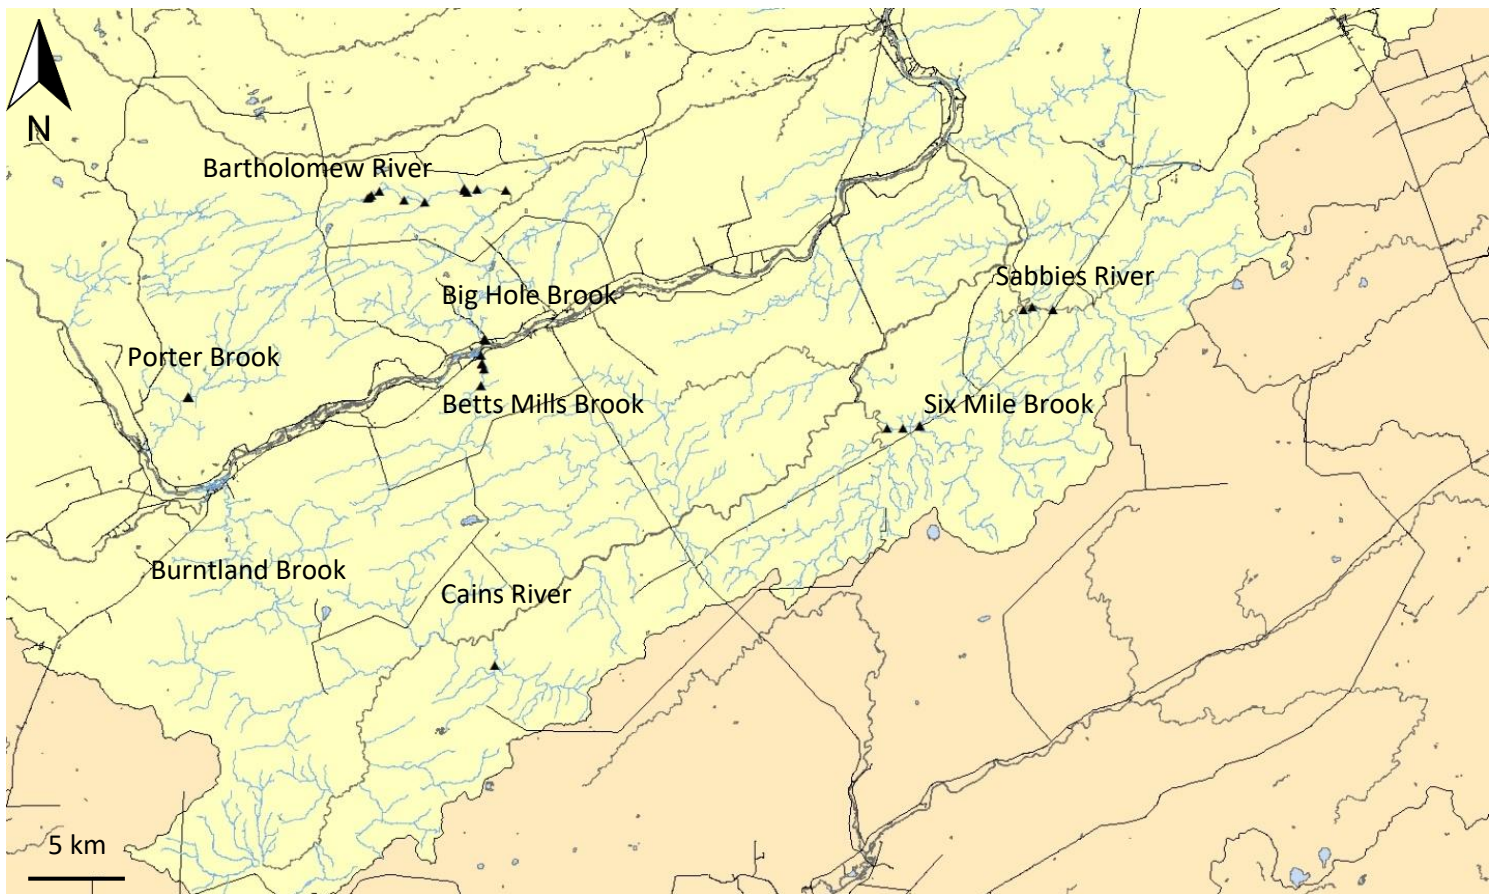 N
Bartholomew River
Sabbies River
Big Hole Brook
Porter Brook
Betts Mills Brook
Six Mile Brook
Burntland Brook
Cains River
5 km